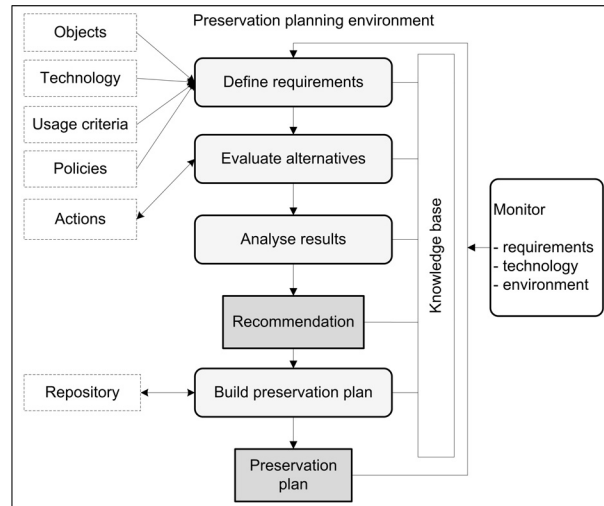 Preservation planning environment
Objects
Technology
Usage criteria
Policies
Actions
Repository
Define requirements
Evaluate alternatives
Analyse results
Recommendation
Build preservation plan
Preservation
plan
Knowledge base
Monitor
- requirements
- technology
- environment